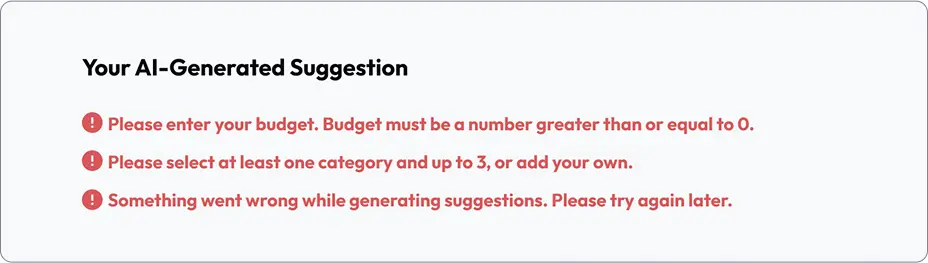 Your AI-Generated Suggestion
Please enter your budget. Budget must be a number greater than or equal to 0.
Please select at least one category and up to 3, or add your own.
Something went wrong while generating suggestions. Please try again later.